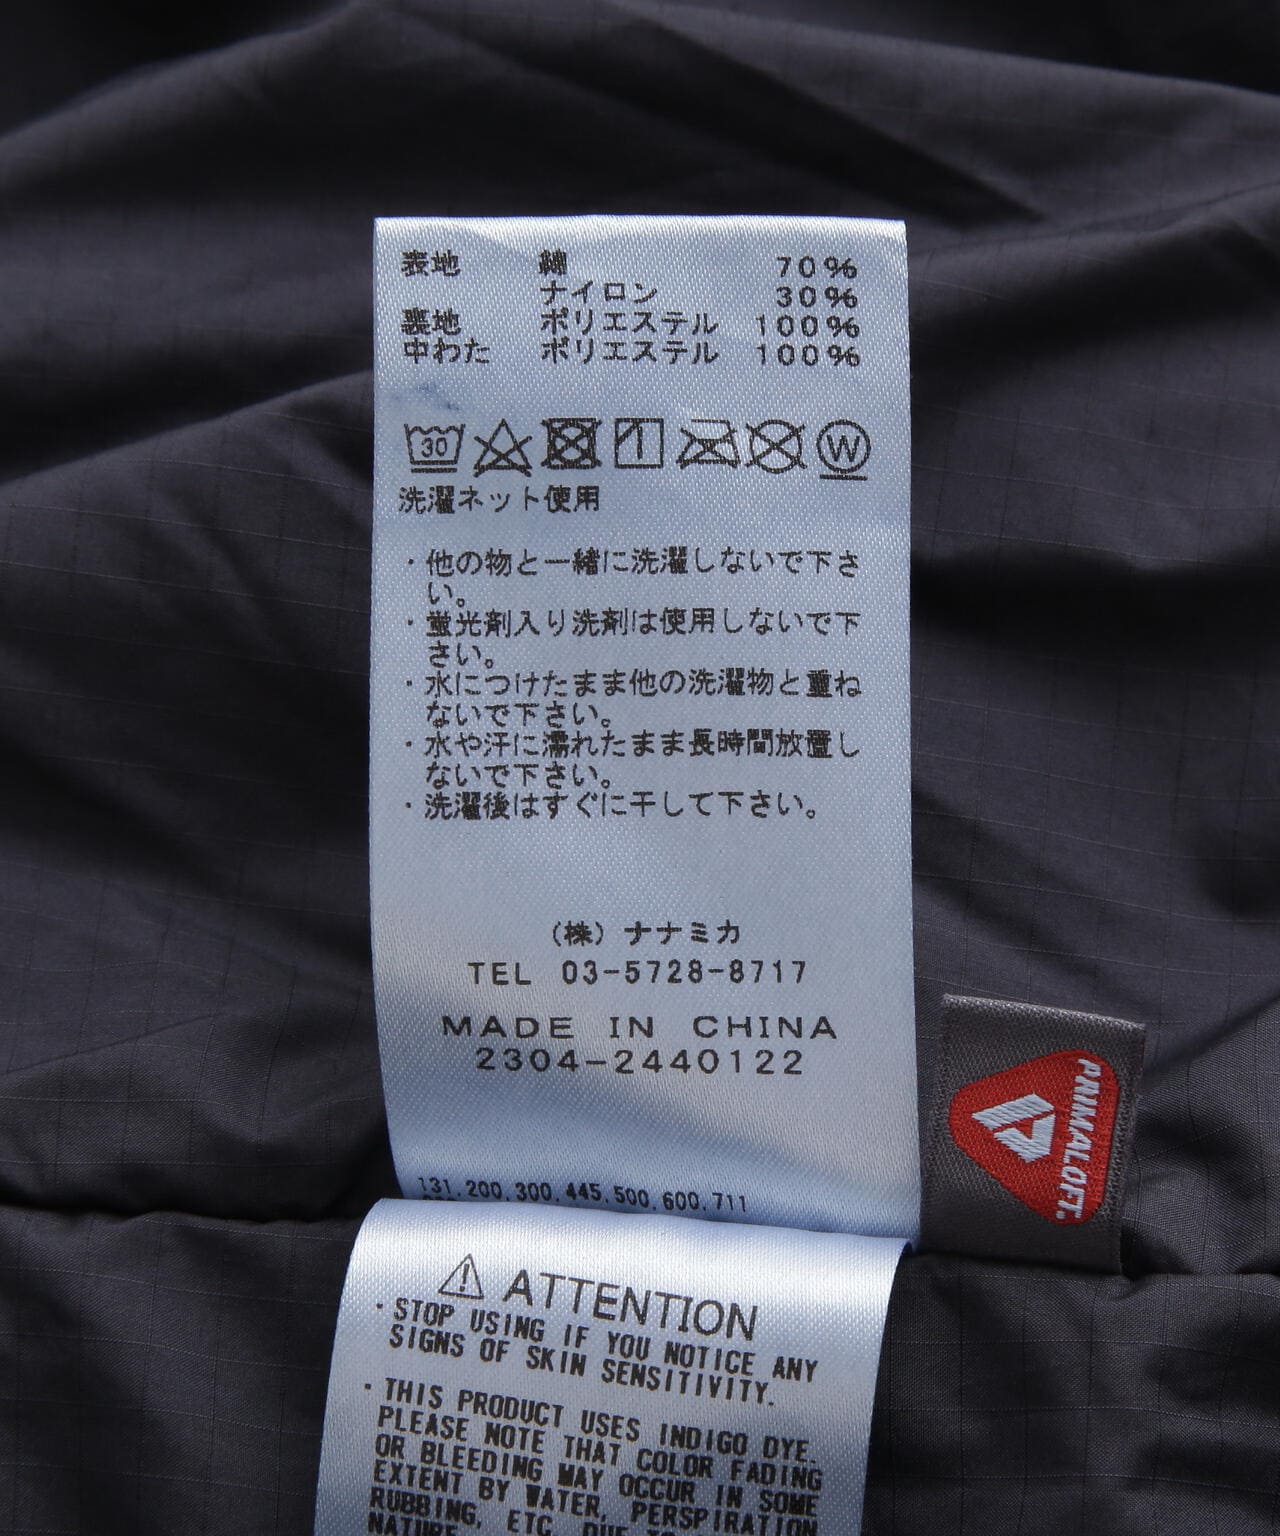 表地 綿 70%
ナイロン 30%
裏地 ポリエステル 100%
中わた ポリエステル 100%
30 W
洗濯ネット使用
・他の物と一緒に洗濯しないで下さ
い。
・蛍光剤入り洗剤は使用しないで下
さい。
・水につけたまま他の洗濯物と重ね
ないで下さい。
・水や汗に濡れたまま長時間放置し
ないで下さい。
・洗濯後はすぐに干して下さい。
(株)ナナミカ
TEL 03-5728-8717
MADE IN CHINA
2304-2440122
131.200.300.445.500.600.711
PRIMALOFT.
ATTENTION
・STOP USING IF YOU NOTICE ANY
SIGNS OF SKIN SENSITIVITY.
・THIS PRODUCT USES INDIGO DYE.
PLEASE NOTE THAT COLOR FADING
OR BLEEDING MAY OCCUR IN SOME
EXTENT BY WATER, PERSPIRATION
RUBBING, ETC. DUE TO
NATURE